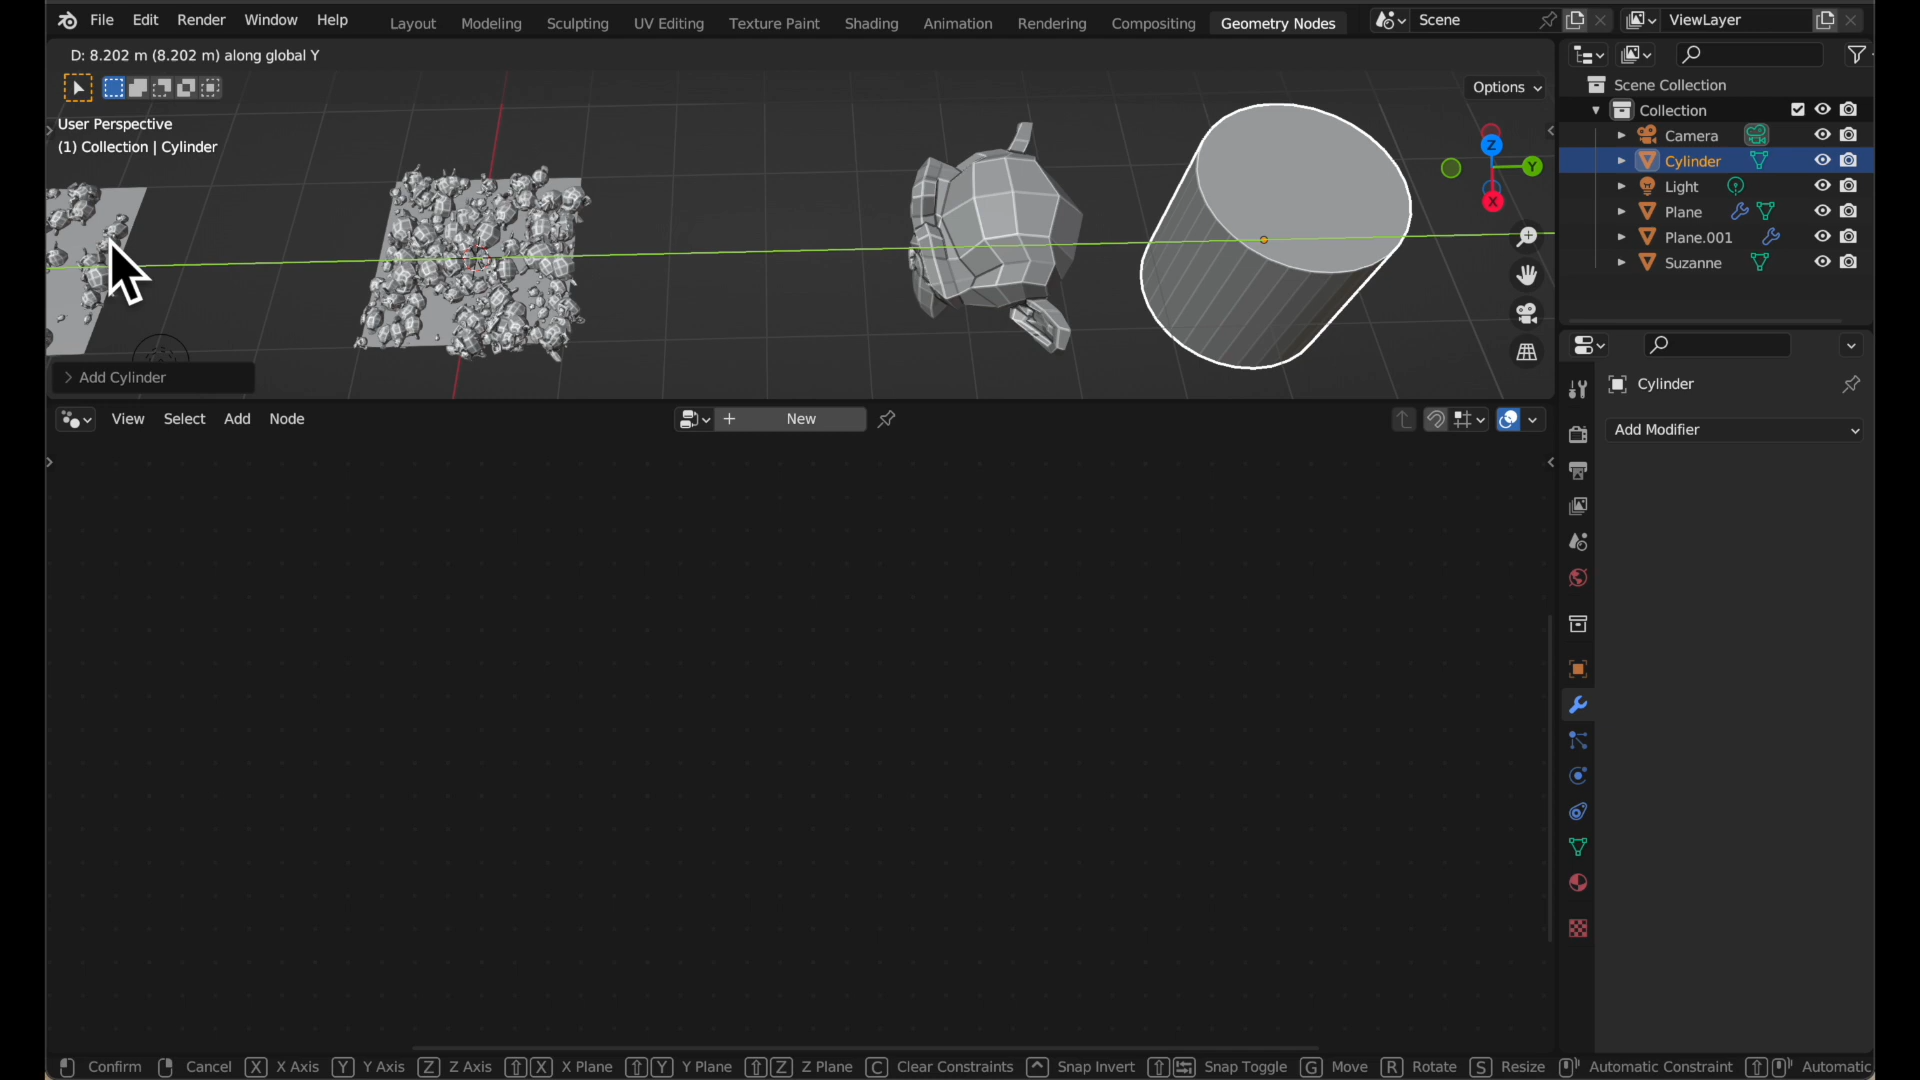 File Edit Render Window Help Layout Modeling Sculpting UV Editing Texture Paint Shading Animation Rendering Compositing Geometry Nodes Scene ViewLayer
D: 8.202 m (8.202 m) along global Y
Options
User Perspective
(1) Collection | Cylinder
Z
Y
X
Add Cylinder
View Select Add Node
New
Scene Collection
Collection
Camera
Cylinder
Light
Plane
Plane.001
Suzanne
Cylinder
Add Modifier
Confirm Cancel X X Axis Y Y Axis Z Z Axis X X Plane Y Y Plane Z Z Plane C Clear Constraints Snap Invert Snap Toggle G Move R Rotate S Resize Automatic Constraint Automatic